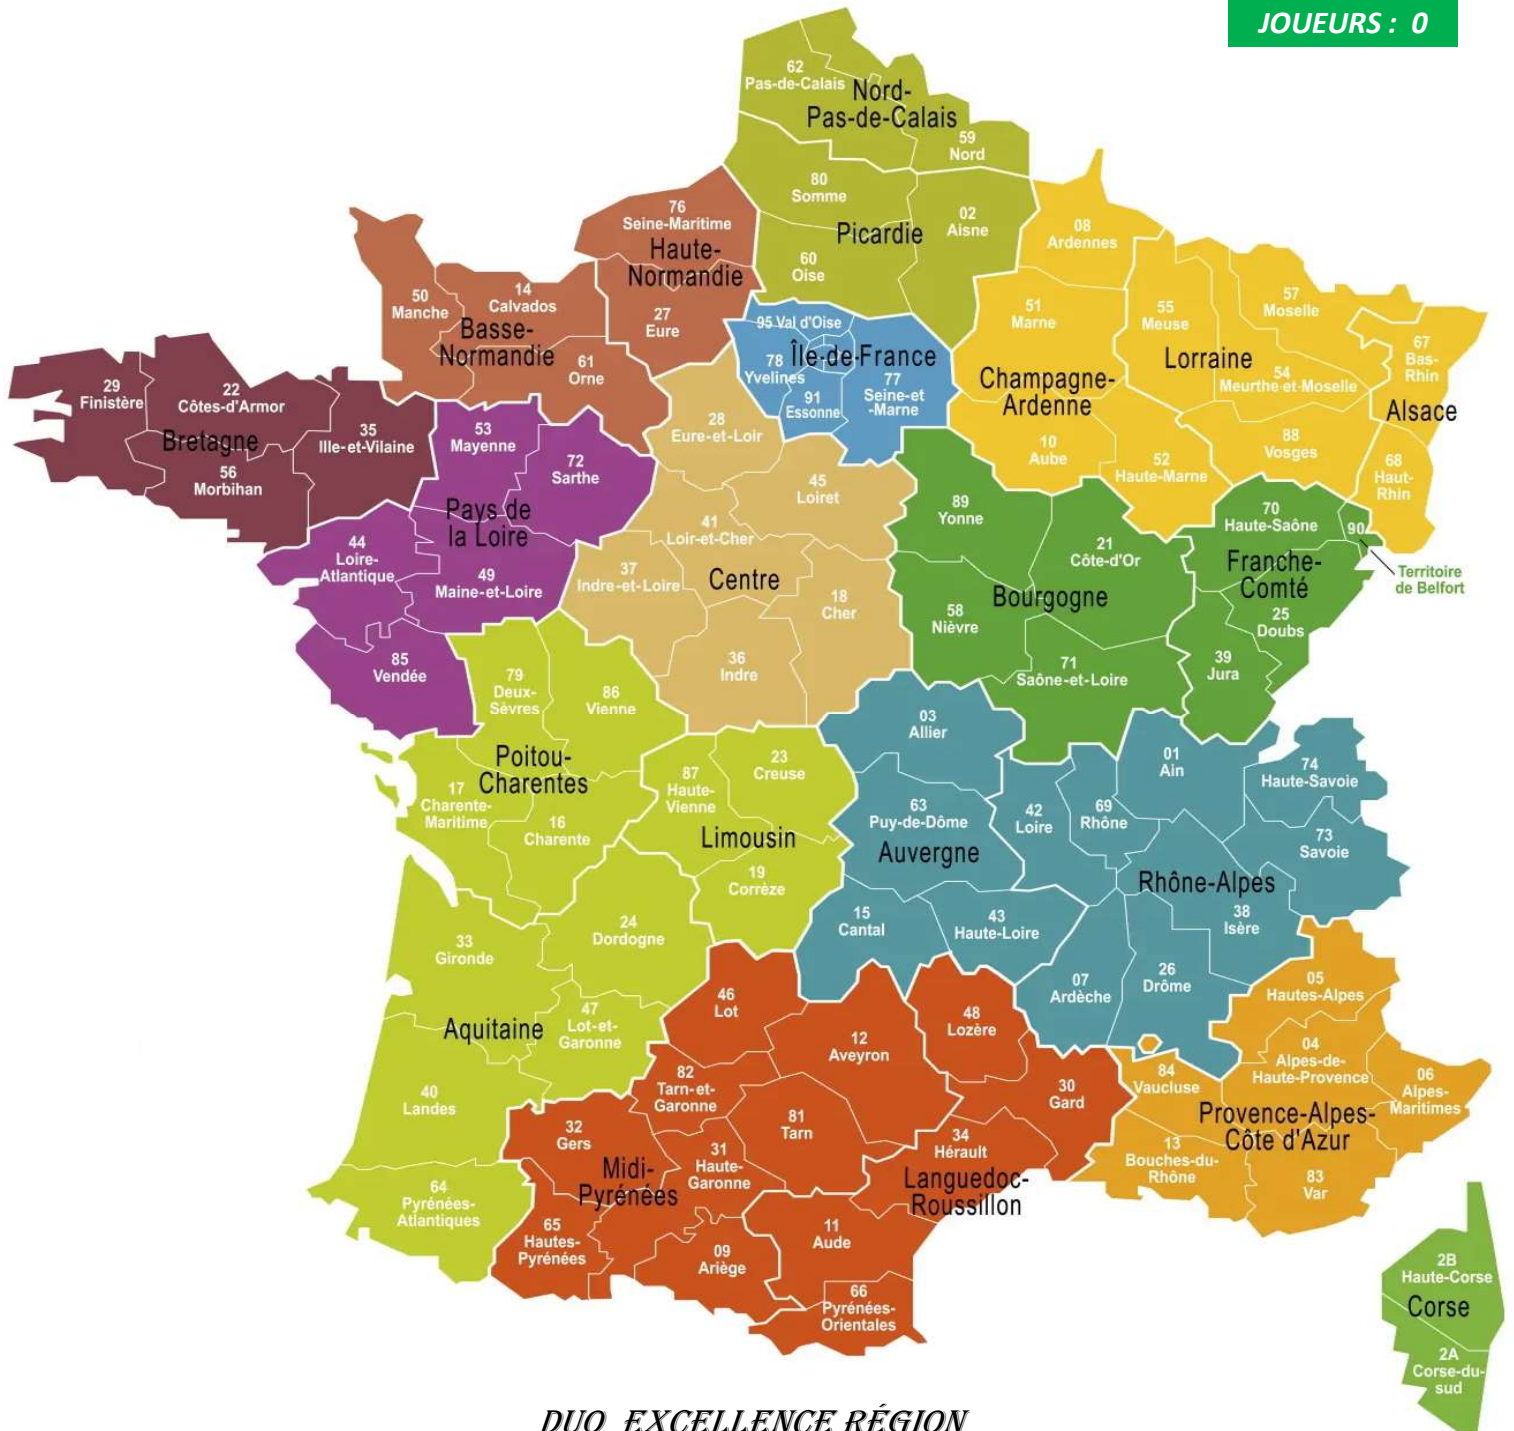 JOUEURS : 0
62
Pas-de-Calais
Nord-
Pas-de-Calais
59
Nord
80
Somme
02
Aisne
Picardie
60
Oise
76
Seine-Maritime
Haute-
Normandie
27
Eure
08
Ardennes
50
Manche
14
Calvados
Basse-
Normandie
61
Orne
95 Val d'Oise
Île-de-France
78
Yvelines
77
Seine-et
-Marne
91
Essonne
51
Marne
Champagne-
Ardenne
10
Aube
52
Haute-Marne
55
Meuse
57
Moselle
Lorraine
54
Meurthe-et-Moselle
88
Vosges
67
Bas-
Rhin
Alsace
68
Haut-
Rhin
29
Finistère
22
Côtes-d'Armor
Bretagne
35
Ille-et-Vilaine
56
Morbihan
53
Mayenne
72
Sarthe
Pays de
la Loire
44
Loire-
Atlantique
49
Maine-et-Loire
85
Vendée
28
Eure-et-Loir
45
Loiret
41
Loir-et-Cher
37
Indre-et-Loire
Centre
18
Cher
36
Indre
89
Yonne
21
Côte-d'Or
Bourgogne
58
Nièvre
71
Saône-et-Loire
70
Haute-Saône
90
Franche-
Comté
Territoire
de Belfort
25
Doubs
39
Jura
79
Deux-
Sèvres
86
Vienne
Poitou-
Charentes
17
Charente-
Maritime
16
Charente
87
Haute-
Vienne
23
Creuse
Limousin
19
Corrèze
03
Allier
63
Puy-de-Dôme
Auvergne
15
Cantal
43
Haute-Loire
42
Loire
69
Rhône
01
Ain
74
Haute-Savoie
73
Savoie
Rhône-Alpes
38
Isère
07
Ardèche
26
Drôme
24
Dordogne
33
Gironde
47
Lot-et-
Garonne
Aquitaine
40
Landes
64
Pyrénées-
Atlantiques
46
Lot
12
Aveyron
82
Tarn-et-
Garonne
81
Tarn
32
Gers
31
Haute-
Garonne
Midi-
Pyrénées
65
Hautes-
Pyrénées
09
Ariège
48
Lozère
30
Gard
34
Hérault
Languedoc-
Roussillon
11
Aude
66
Pyrénées-
Orientales
05
Hautes-Alpes
04
Alpes-de-
Haute-Provence
06
Alpes-
Maritimes
84
Vaucluse
Provence-Alpes-
Côte d'Azur
13
Bouches-du-
Rhône
83
Var
2B
Haute-Corse
Corse
2A
Corse-du-
sud
DUO EXCELLENCE RÉGION